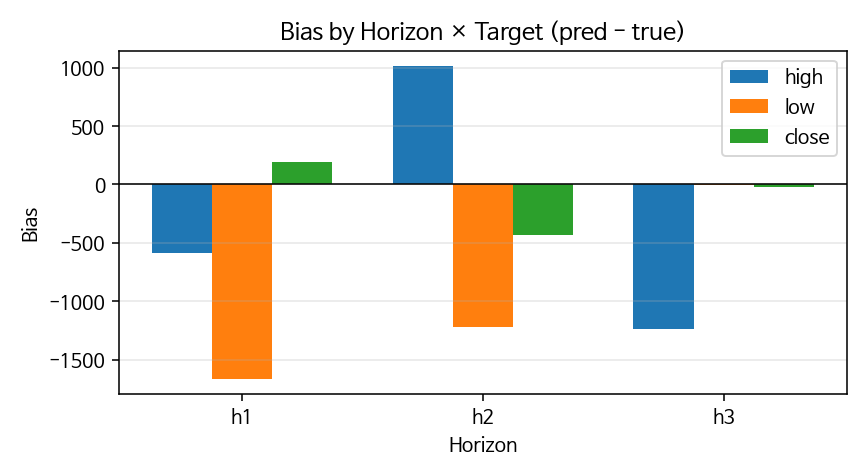 Bias by Horizon × Target (pred − true)
high
low
close
1000
500
0
−500
−1000
−1500
Bias
h1
h2
h3
Horizon